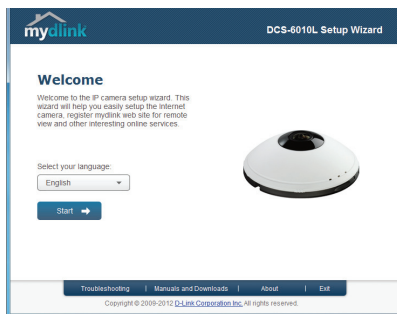 mydlink
DCS-6010L Setup Wizard
Welcome
Welcome to the IP camera setup wizard. This
wizard will help you easily setup the Internet
camera, register mydlink web site for remote
view and other interesting online services.
Select your language:
English
Start
Troubleshooting | Manuals and Downloads | About | Exit
Copyright © 2009-2012 D-Link Corporation Inc. All rights reserved.